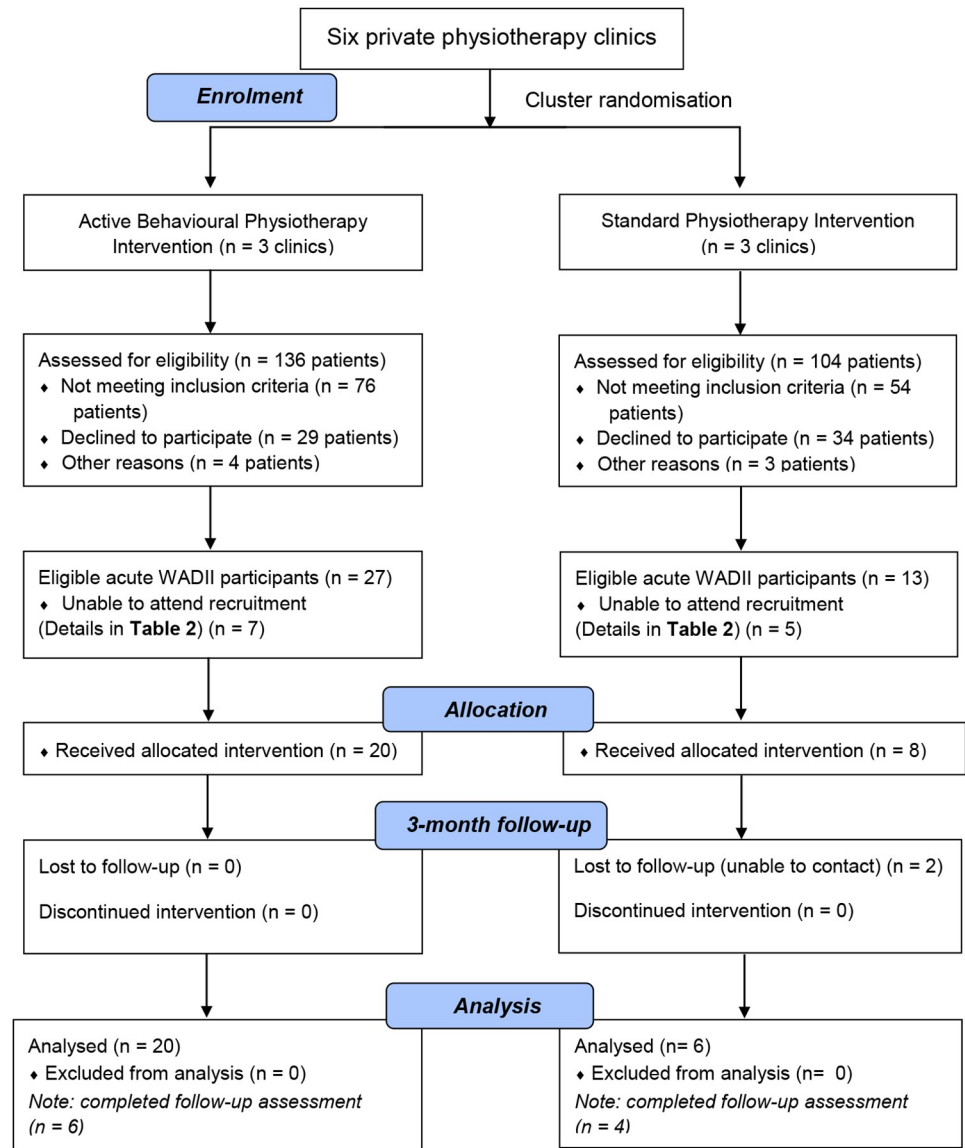 Six private physiotherapy clinics
Enrolment
Cluster randomisation
Active Behavioural Physiotherapy
Intervention (n = 3 clinics)
Standard Physiotherapy Intervention
(n = 3 clinics)
Assessed for eligibility (n = 136 patients)
♦ Not meeting inclusion criteria (n = 76
patients)
♦ Declined to participate (n = 29 patients)
♦ Other reasons (n = 4 patients)
Assessed for eligibility (n = 104 patients)
♦ Not meeting inclusion criteria (n = 54
patients)
♦ Declined to participate (n = 34 patients)
♦ Other reasons (n = 3 patients)
Eligible acute WADII participants (n = 27)
♦ Unable to attend recruitment
(Details in Table 2) (n = 7)
Eligible acute WADII participants (n = 13)
♦ Unable to attend recruitment
(Details in Table 2) (n = 5)
Allocation
♦ Received allocated intervention (n = 20)
♦ Received allocated intervention (n = 8)
3-month follow-up
Lost to follow-up (n = 0)
Discontinued intervention (n = 0)
Lost to follow-up (unable to contact) (n = 2)
Discontinued intervention (n = 0)
Analysis
Analysed (n = 20)
♦ Excluded from analysis (n = 0)
Note: completed follow-up assessment
(n = 6)
Analysed (n= 6)
♦ Excluded from analysis (n= 0)
Note: completed follow-up assessment
(n = 4)